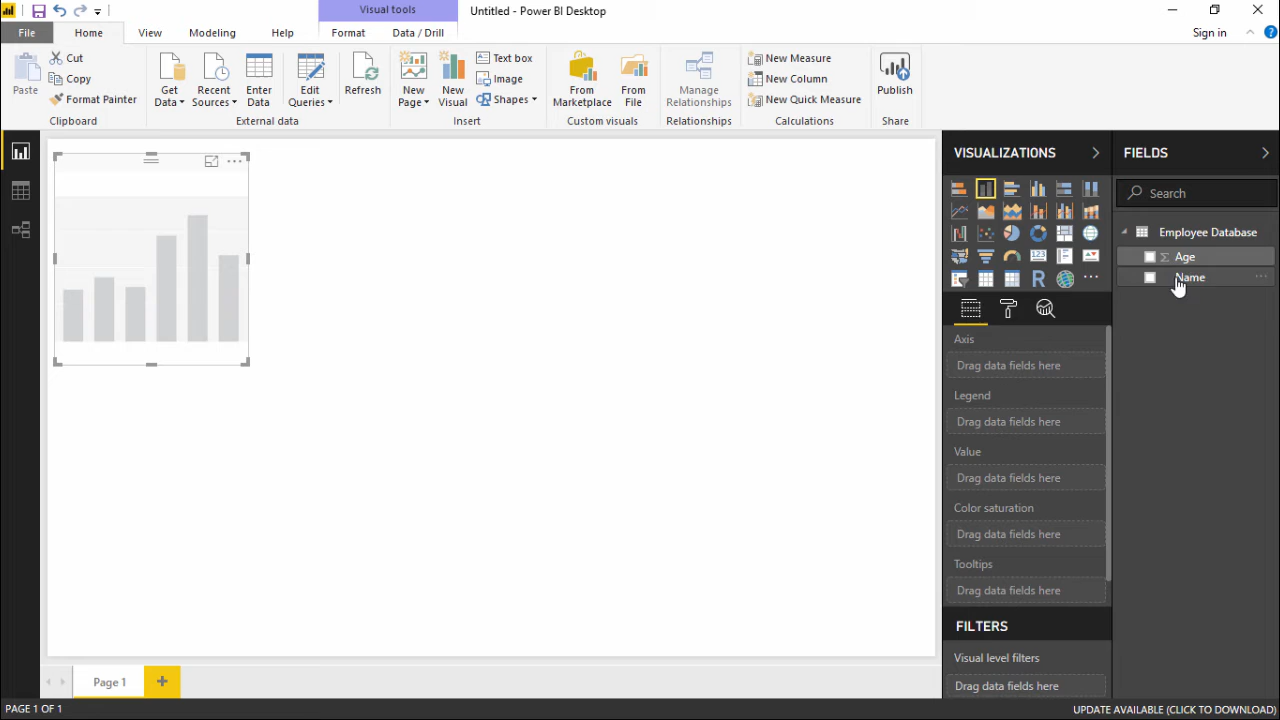 Visual tools
Untitled - Power BI Desktop
File
Home
View
Modeling
Help
Format
Data / Drill
Sign in
?
Paste
Cut
Copy
Format Painter
Clipboard
Get
Data
Recent
Sources
Enter
Data
Edit
Queries
Refresh
External data
New
Page
New
Visual
Text box
Image
Shapes
Insert
From
Marketplace
From
File
Custom visuals
Manage
Relationships
Relationships
New Measure
New Column
New Quick Measure
Calculations
Publish
Share
VISUALIZATIONS
123
R
Axis
Drag data fields here
Legend
Drag data fields here
Value
Drag data fields here
Color saturation
Drag data fields here
Tooltips
Drag data fields here
FILTERS
Visual level filters
Drag data fields here
FIELDS
Search
Employee Database
Σ Age
Name
Page 1
+
PAGE 1 OF 1
UPDATE AVAILABLE (CLICK TO DOWNLOAD)